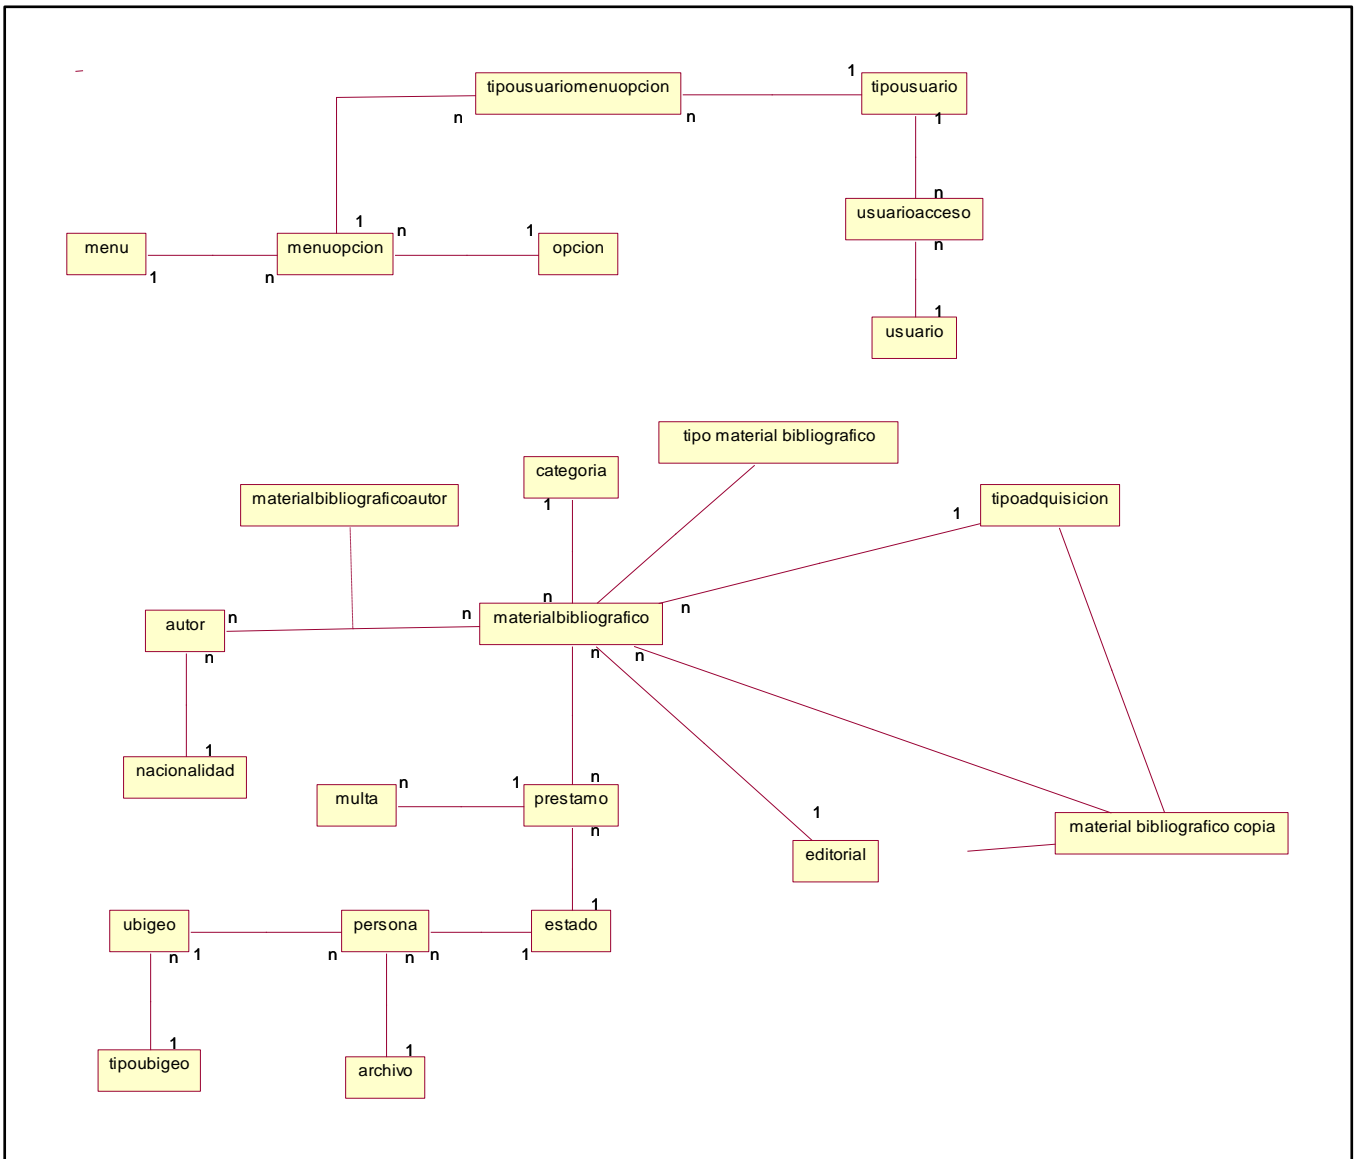 tipousuariomenuopcion
1
tipousuario
n
n
1
n
usuarioacceso
n
1
usuario
menu
1
n
menuopcion
1
n
1
opcion
tipo material bibliografico
categoria
1
materialbibliograficoautor
tipoadquisicion
1
n
n
materialbibliografico
n
n
autor
n
n
n
n
1
nacionalidad
multa
n
1
n
prestamo
n
1
editorial
material bibliografico copia
ubigeo
n
1
persona
n
n
n
1
estado
1
1
tipoubigeo
1
archivo